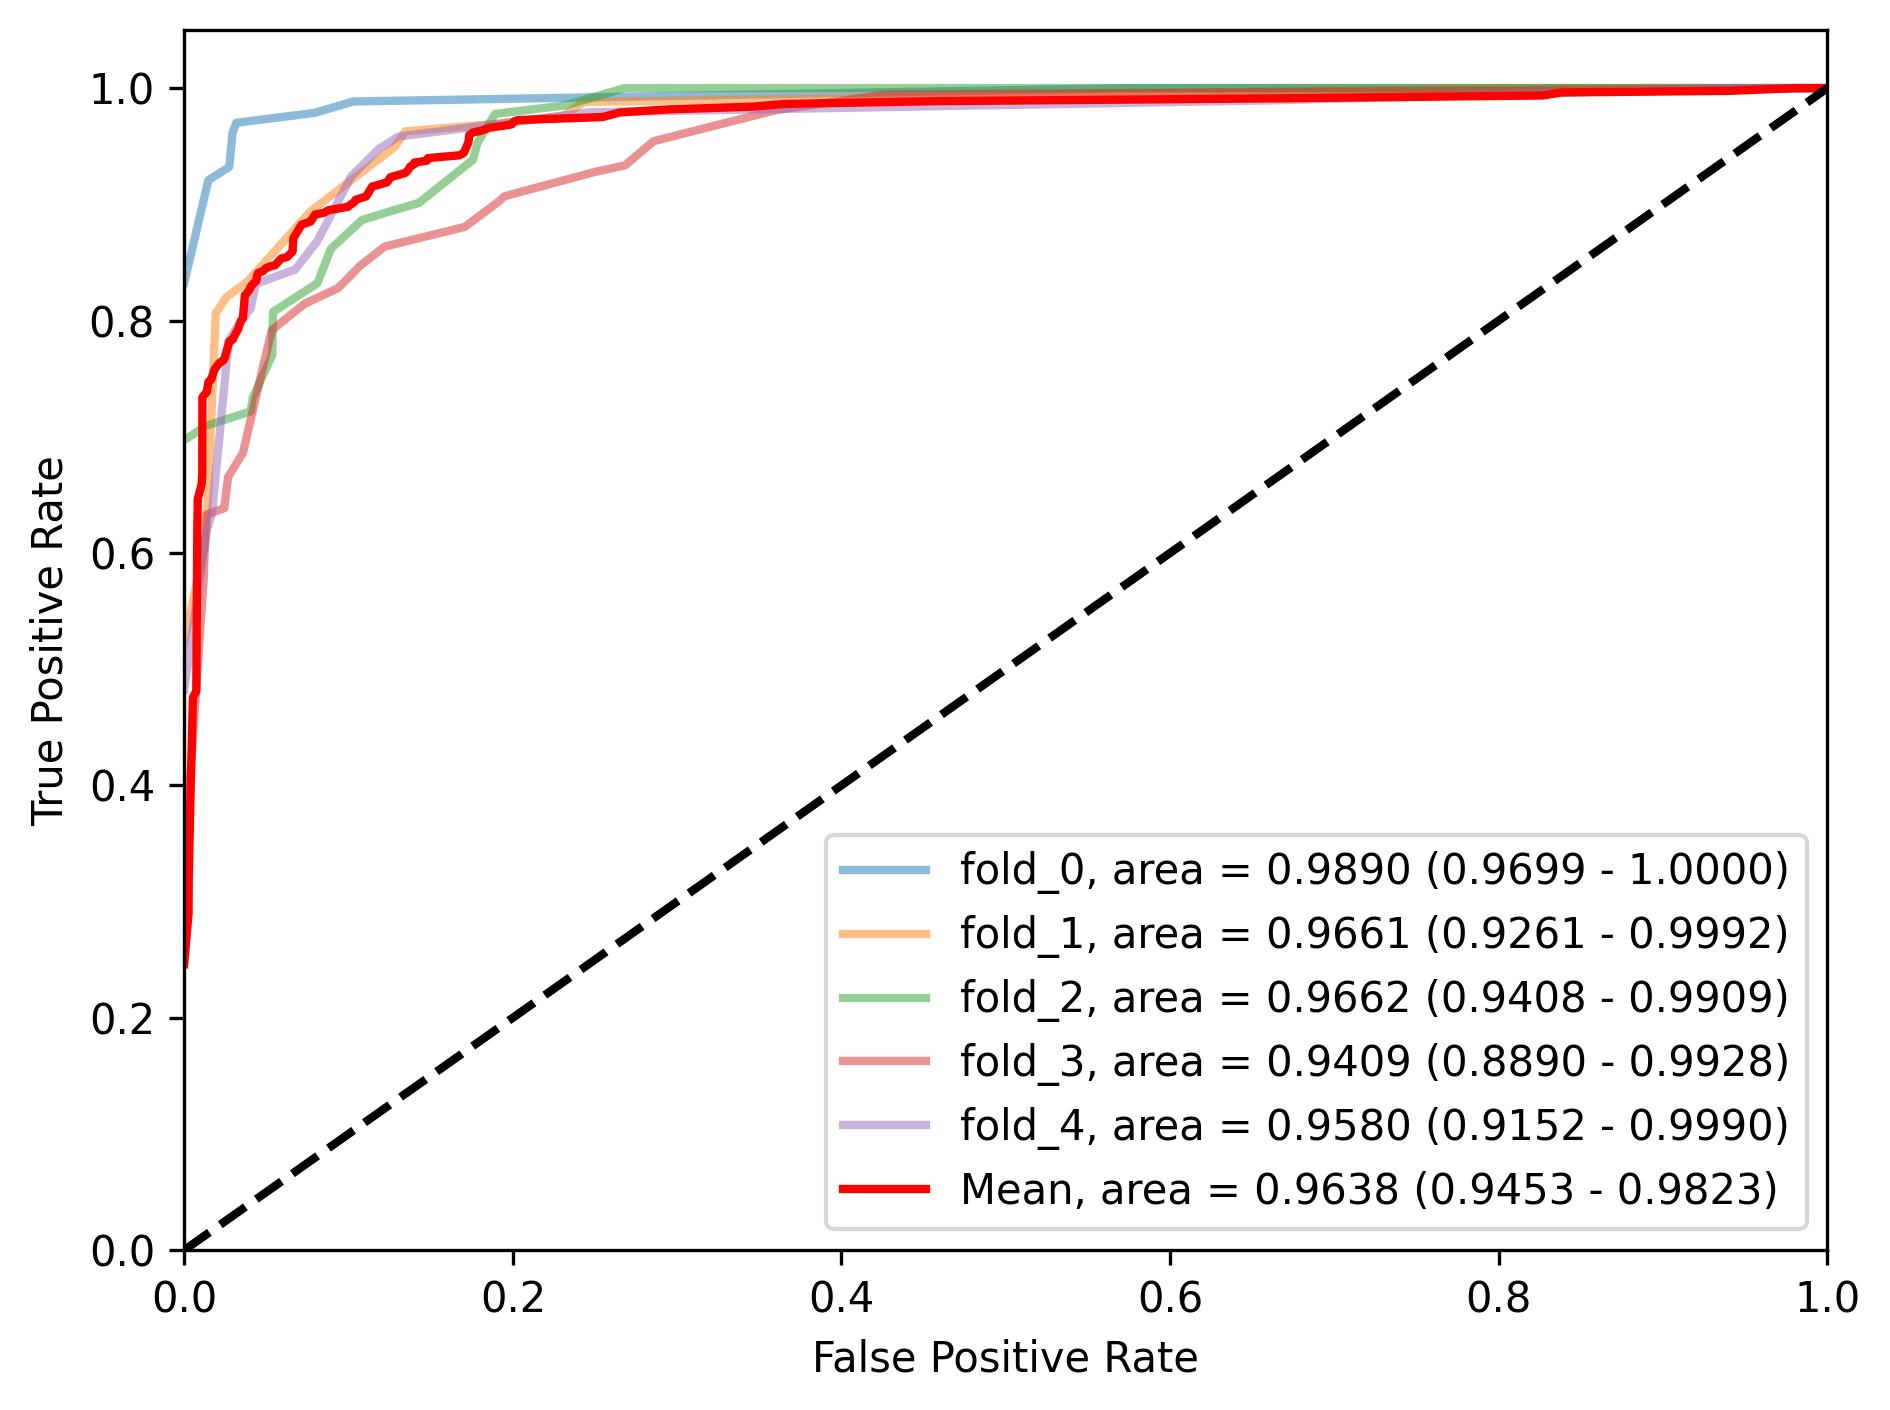 1.0
0.8
0.6
0.4
0.2
0.0
True Positive Rate
fold_0, area = 0.9890 (0.9699 - 1.0000)
fold_1, area = 0.9661 (0.9261 - 0.9992)
fold_2, area = 0.9662 (0.9408 - 0.9909)
fold_3, area = 0.9409 (0.8890 - 0.9928)
fold_4, area = 0.9580 (0.9152 - 0.9990)
Mean, area = 0.9638 (0.9453 - 0.9823)
0.0 0.2 0.4 0.6 0.8 1.0
False Positive Rate